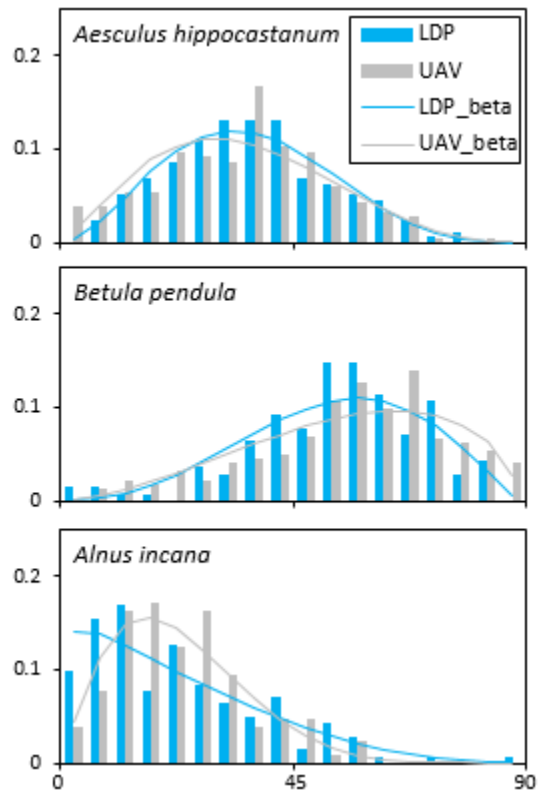 Aesculus hippocastanum
LDP
UAV
LDP_beta
UAV_beta
0.2
0.1
0
Betula pendula
0.2
0.1
0
Alnus incana
0.2
0.1
0
0 45 90